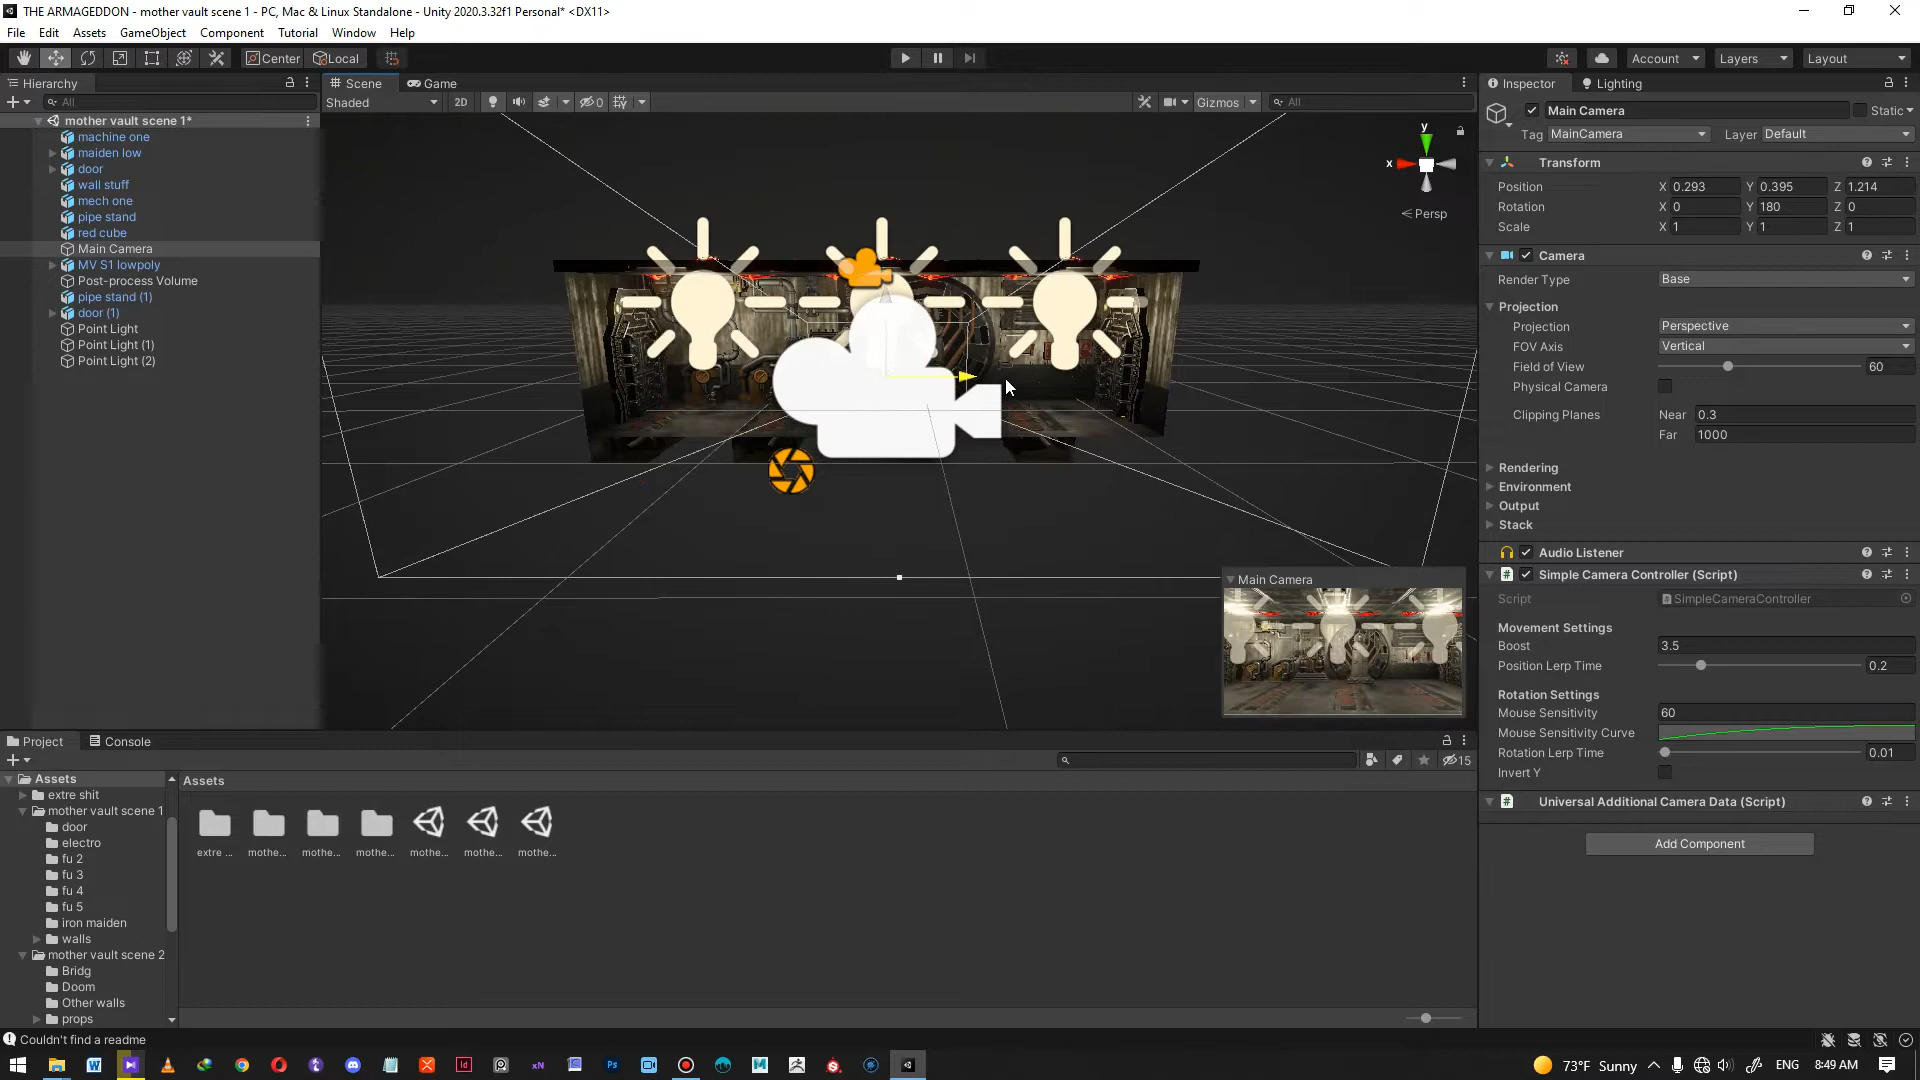 THE ARMAGEDDON - mother vault scene 1 - PC, Mac & Linux Standalone - Unity 2020.3.32f1 Personal* <DX11>
File Edit Assets GameObject Component Tutorial Window Help
Center Local Account Layers Layout
Hierarchy
All
mother vault scene 1*
machine one
maiden low
door
wall stuff
mech one
pipe stand
red cube
Main Camera
MV S1 lowpoly
Post-process Volume
pipe stand (1)
door (1)
Point Light
Point Light (1)
Point Light (2)
Scene Game
Shaded 2D 0 Gizmos All
y
x
Persp
Main Camera
Inspector Lighting
Main Camera Static
Tag MainCamera Layer Default
Transform
Position X 0.293 Y 0.395 Z 1.214
Rotation X 0 Y 180 Z 0
Scale X 1 Y 1 Z 1
Camera
Render Type Base
Projection
Projection Perspective
FOV Axis Vertical
Field of View 60
Physical Camera
Clipping Planes Near 0.3
Far 1000
Rendering
Environment
Output
Stack
Audio Listener
Simple Camera Controller (Script)
Script SimpleCameraController
Movement Settings
Boost 3.5
Position Lerp Time 0.2
Rotation Settings
Mouse Sensitivity 60
Mouse Sensitivity Curve
Rotation Lerp Time 0.01
Invert Y
Universal Additional Camera Data (Script)
Add Component
Project Console
15
Assets
extre shit
mother vault scene 1
door
electro
fu 2
fu 3
fu 4
fu 5
iron maiden
walls
mother vault scene 2
Bridg
Doom
Other walls
props
Assets
extre ... mothe... mothe... mothe... mothe... mothe... mothe...
Couldn't find a readme
73°F Sunny ENG 8:49 AM